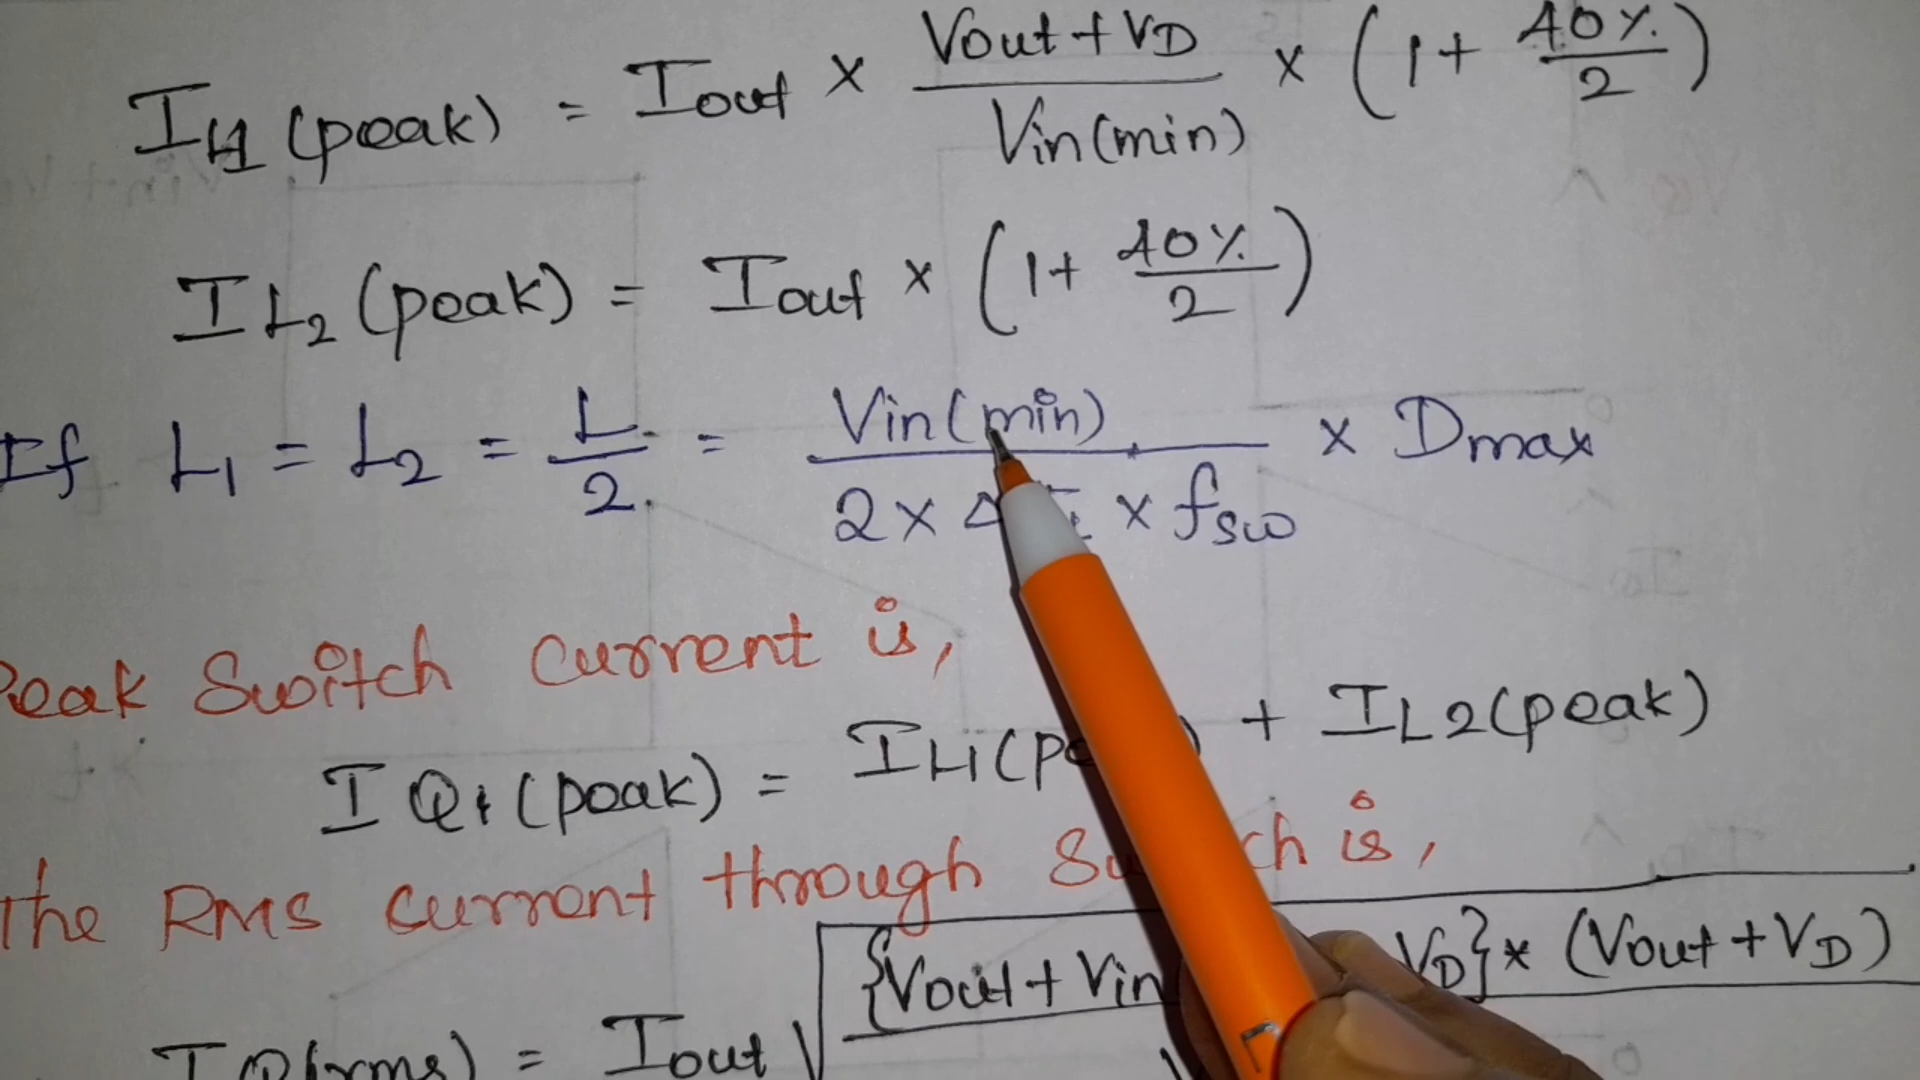 IL1 (peak) = Iout × Vout + VD / Vin(min) × (1 + 40% / 2)
IL2 (peak) = Iout × (1 + 40% / 2)
If L1 = L2 = L / 2 = Vin(min) / 2 × Δ × fsw × Dmax
Peak Switch current is,
IQ1 (peak) = IL1 + IL2 (peak)
the RMS current through is,
IQ(rms) = Iout √ {Vout + Vin VD} × (Vout + VD)